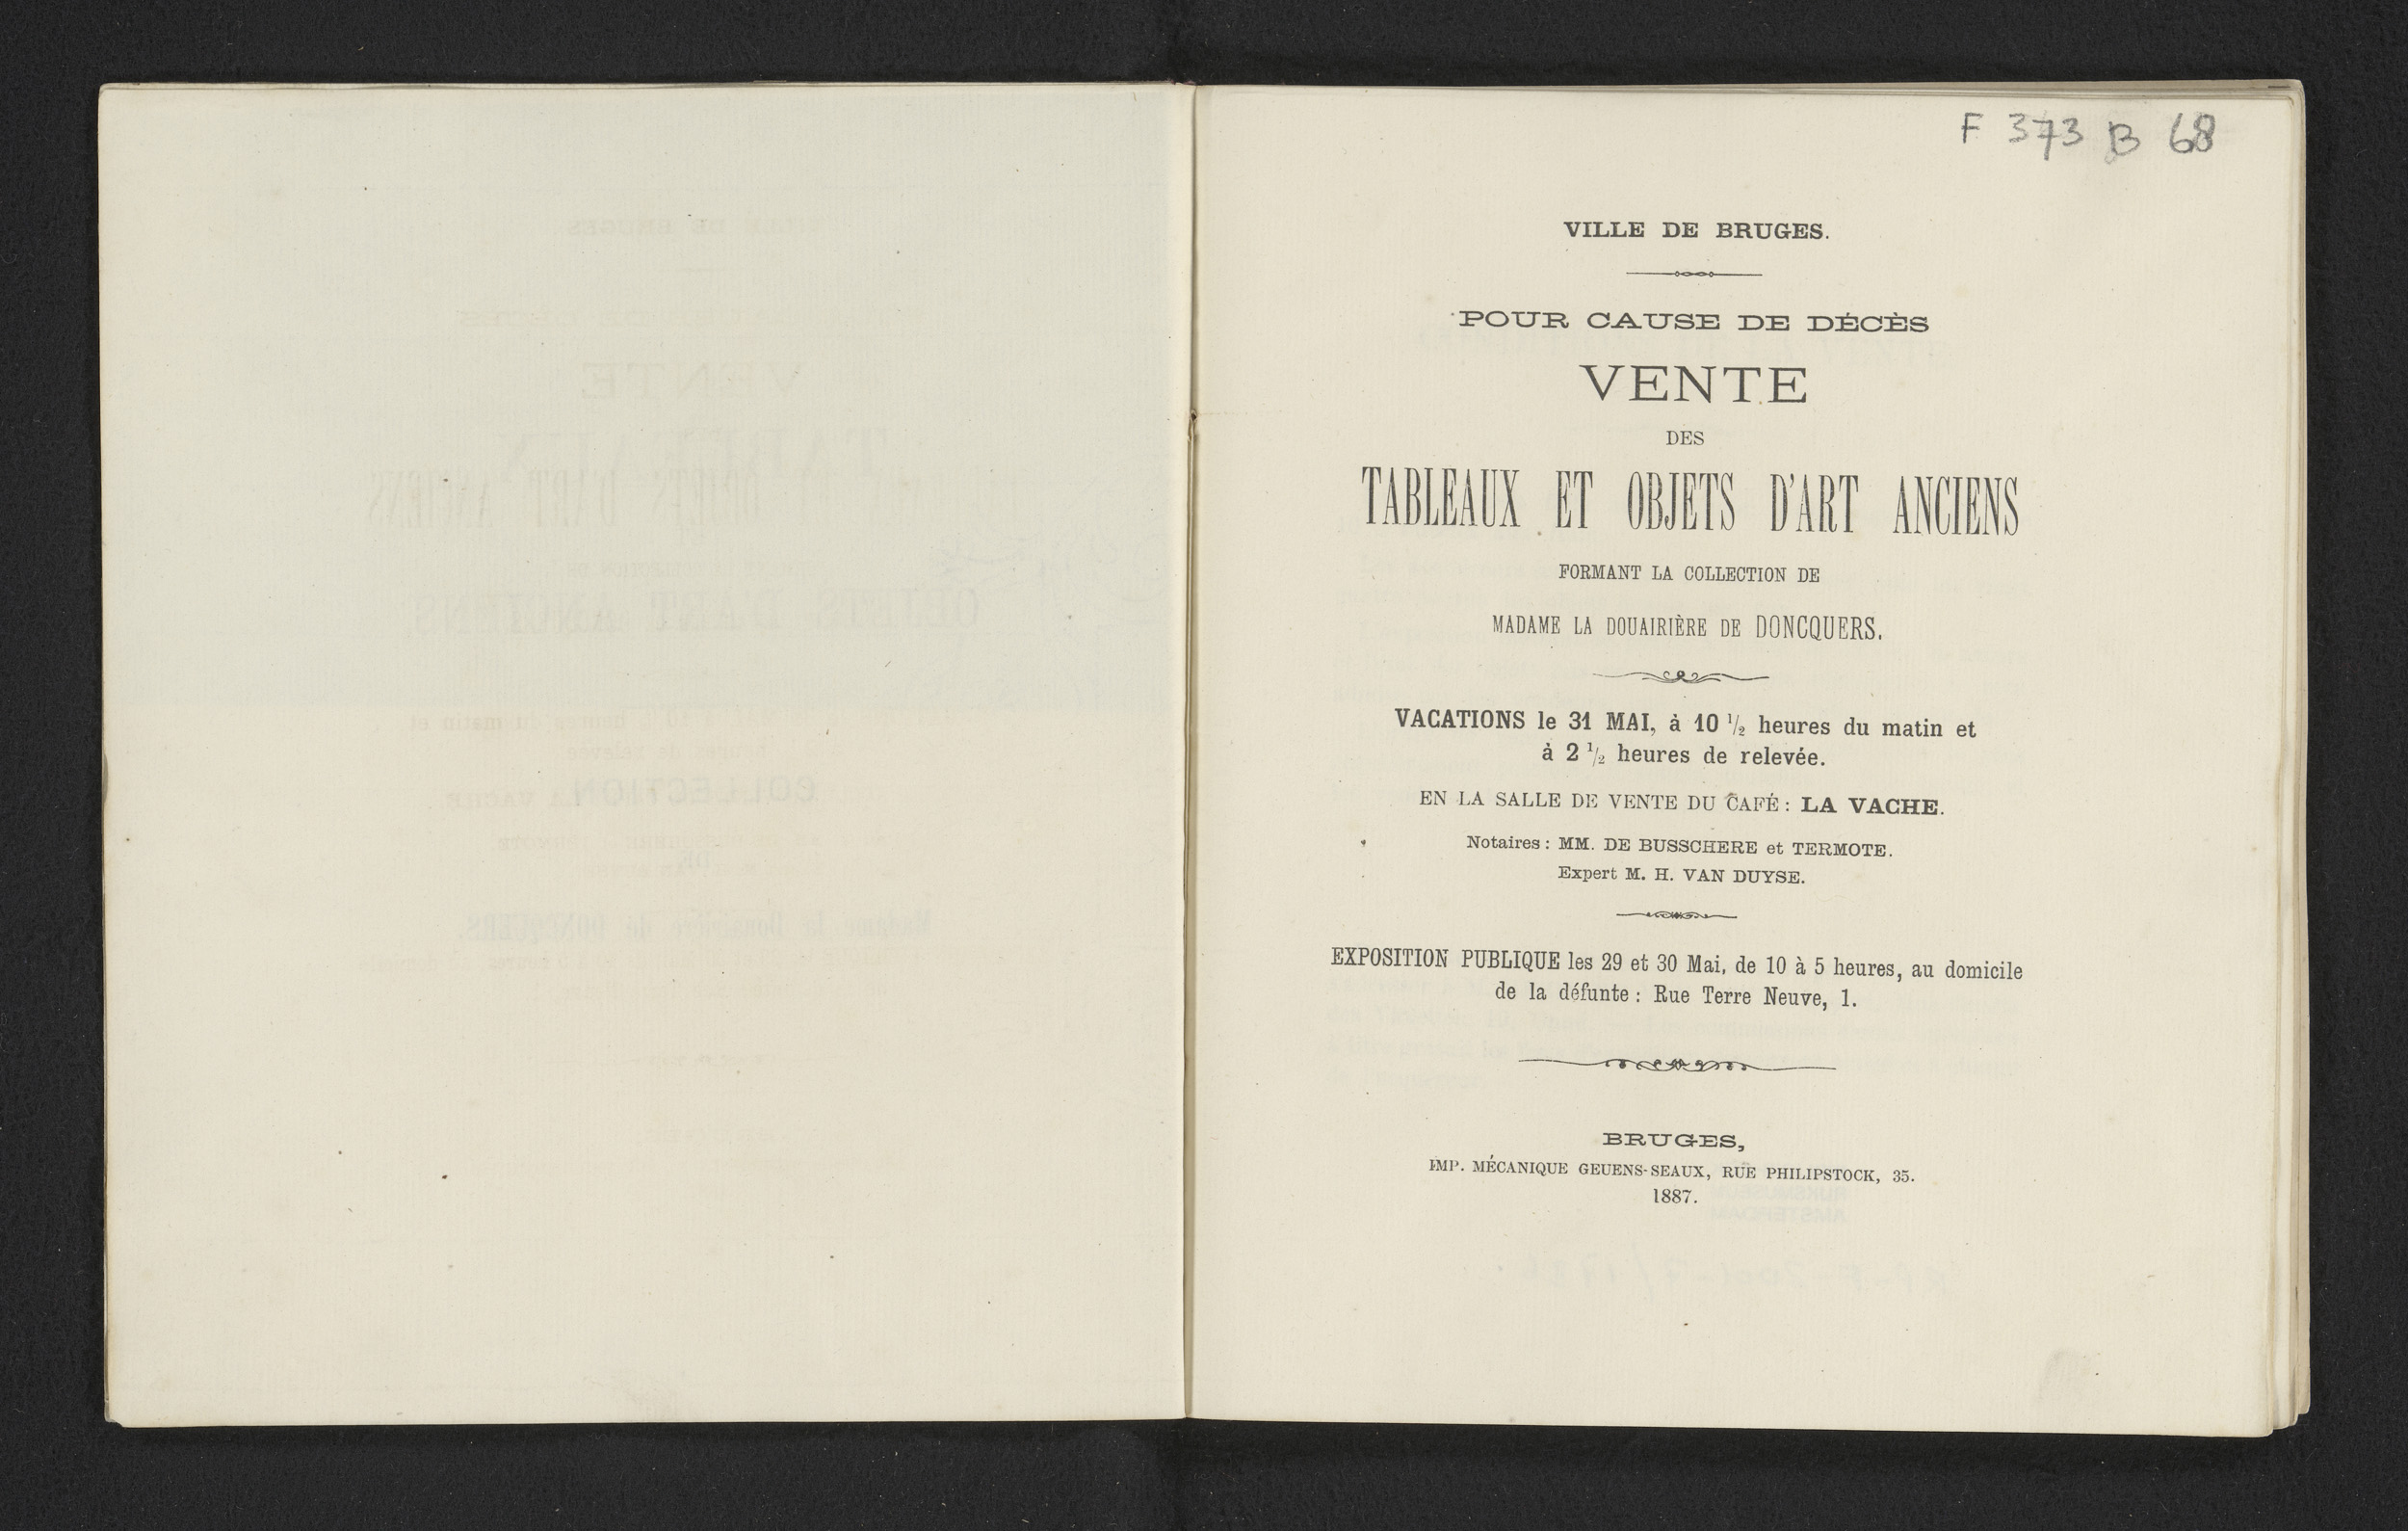 F 373 B 68
VILLE DE BRUGES.
POUR CAUSE DE DÉCÈS
VENTE
DES
TABLEAUX ET OBJETS D'ART ANCIENS
FORMANT LA COLLECTION DE
MADAME LA DOUAIRIÈRE DE DONCQUERS.
VACATIONS le 31 MAI, à 10 1/2 heures du matin et
à 2 1/2 heures de relevée.
EN LA SALLE DE VENTE DU CAFÉ : LA VACHE.
Notaires : MM. DE BUSSCHERE et TERMOTE.
Expert M. H. VAN DUYSE.
EXPOSITION PUBLIQUE les 29 et 30 Mai, de 10 à 5 heures, au domicile
de la défunte : Rue Terre Neuve, 1.
BRUGES,
IMP. MÉCANIQUE GEUENS-SEAUX, RUE PHILIPSTOCK, 35.
1887.